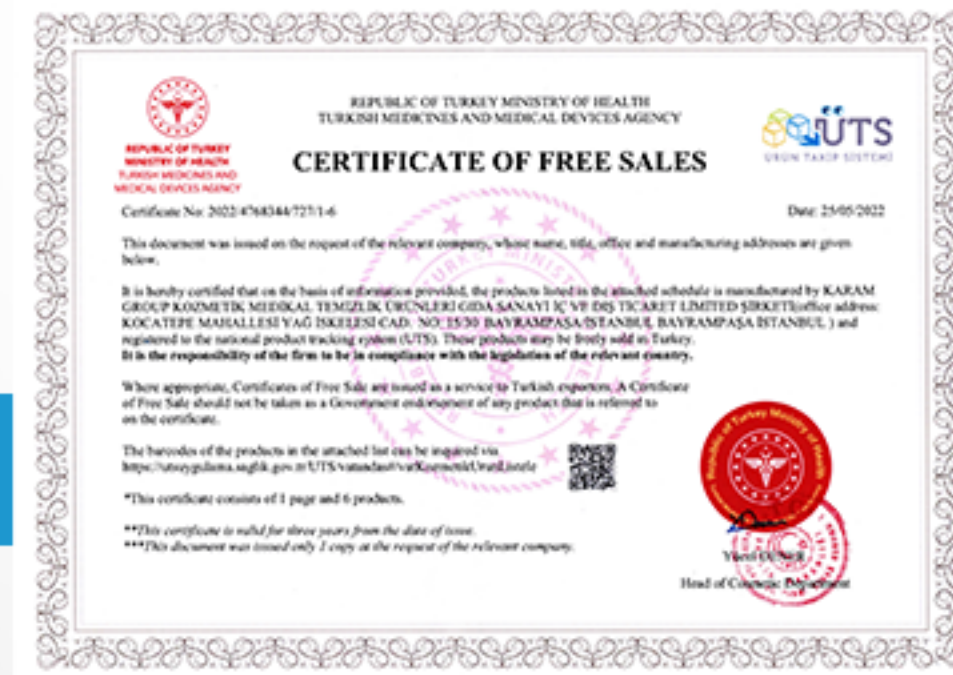 REPUBLIC OF TURKEY
MINISTRY OF HEALTH
TURKISH MEDICINES AND
MEDICAL DEVICES AGENCY
REPUBLIC OF TURKEY MINISTRY OF HEALTH
TURKISH MEDICINES AND MEDICAL DEVICES AGENCY
ÜTS
ÜRÜN TAKİP SİSTEMİ
CERTIFICATE OF FREE SALES
Certificate No: 2022/4768344/727/1-6
Date: 25/05/2022
This document was issued on the request of the relevant company, whose name, title, office and manufacturing addresses are given
below.
It is hereby certified that on the basis of information provided, the products listed in the attached schedule is manufactured by KARAM
GROUP KOZMETİK MEDİKAL TEMİZLİK ÜRÜNLERİ GIDA SANAYİ İÇ VE DIŞ TİCARET LİMİTED ŞİRKETİ(office address:
KOCATEPE MAHALLESİ YAĞ İSKELESİ CAD. NO: 15/30 BAYRAMPAŞA/İSTANBUL BAYRAMPAŞA İSTANBUL ) and
registered to the national product tracking system (UTS). These products may be freely sold in Turkey.
It is the responsibility of the firm to be in compliance with the legislation of the relevant country.
Where appropriate, Certificates of Free Sale are issued as a service to Turkish exporters. A Certificate
of Free Sale should not be taken as a Government endorsement of any product that is referred to
on the certificate.
The barcodes of the products in the attached list can be inquired via
*This certificate consists of 1 page and 6 products.
**This certificate is valid for three years from the date of issue.
***This document was issued only 1 copy at the request of the relevant company.
Republic of Turkey Ministry of Health
Head of Cosmetic Department